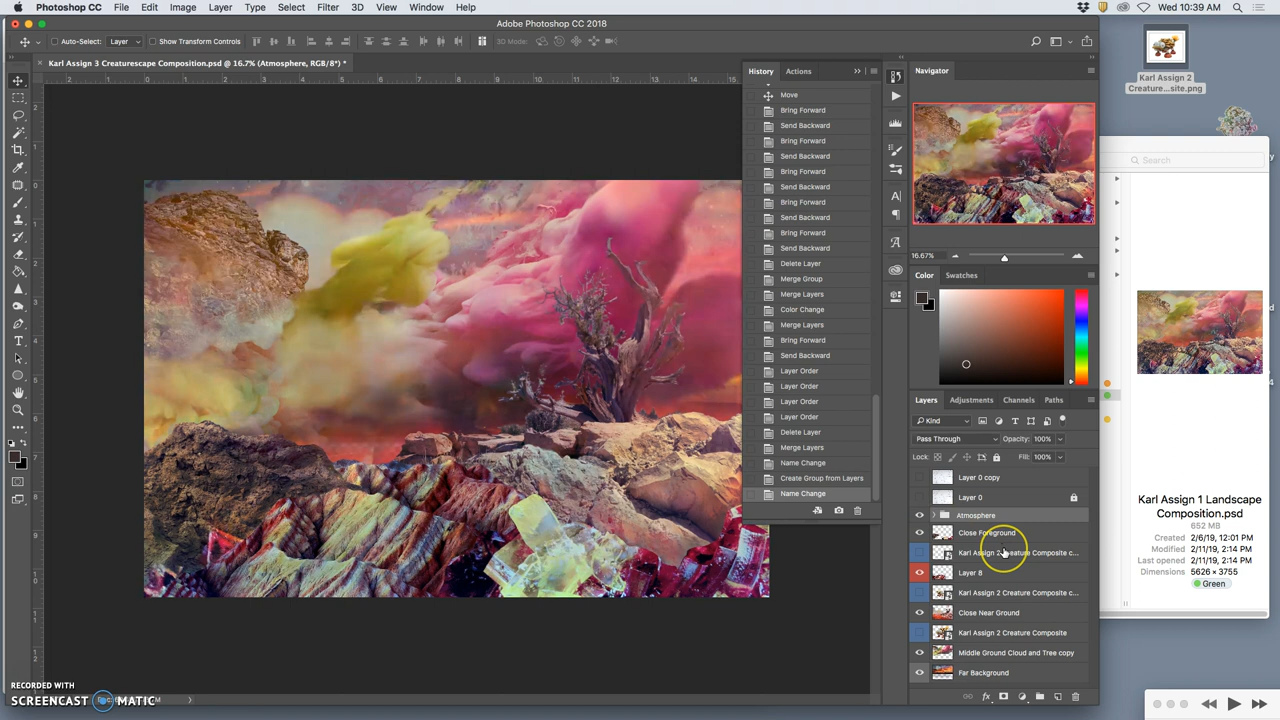 Photoshop CC File Edit Image Layer Type Select Filter 3D View Window Help
Wed 10:39 AM
Adobe Photoshop CC 2018
Auto-Select: Layer Show Transform Controls
3D Mode:
Karl Assign 3 Creaturescape Composition.psd @ 16.7% (Atmosphere, RGB/8*) *
History Actions
Move
Bring Forward
Send Backward
Bring Forward
Send Backward
Bring Forward
Send Backward
Bring Forward
Send Backward
Bring Forward
Send Backward
Delete Layer
Merge Group
Merge Layers
Color Change
Merge Layers
Bring Forward
Send Backward
Layer Order
Layer Order
Layer Order
Layer Order
Delete Layer
Merge Layers
Name Change
Create Group from Layers
Name Change
Navigator
16.67%
Color Swatches
Layers Adjustments Channels Paths
Kind
Pass Through Opacity: 100%
Lock: Fill: 100%
Layer 0 copy
Layer 0
Atmosphere
Close Foreground
Karl Assign 2 Creature Composite c...
Layer 8
Karl Assign 2 Creature Composite c...
Close Near Ground
Karl Assign 2 Creature Composite
Middle Ground Cloud and Tree copy
Far Background
Karl Assign 2
Creature...site.png
Search
Karl Assign 1 Landscape
Composition.psd
652 MB
Created 2/6/19, 12:01 PM
Modified 2/11/19, 2:14 PM
Last opened 2/11/19, 2:14 PM
Dimensions 5626 × 3755
Green
RECORDED WITH
SCREENCAST MATIC